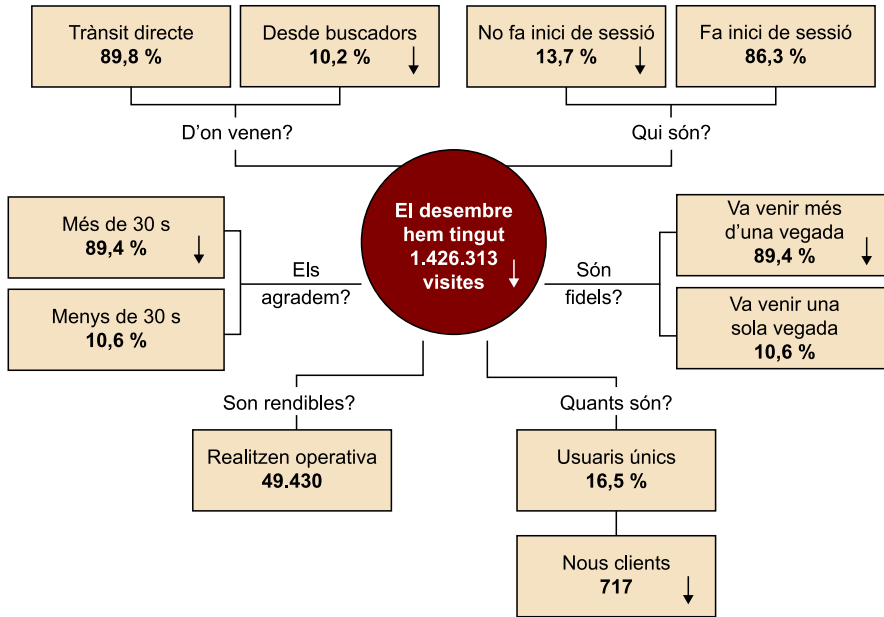 Trànsit directe
89,8 %
Desde buscadors
10,2 %
No fa inici de sessió
13,7 %
Fa inici de sessió
86,3 %
D’on venen?
Qui són?
El desembre
hem tingut
1.426.313
visites
Més de 30 s
89,4 %
Menys de 30 s
10,6 %
Els
agradem?
Són
fidels?
Va venir més
d’una vegada
89,4 %
Va venir una
sola vegada
10,6 %
Son rendibles?
Quants són?
Realitzen operativa
49.430
Usuaris únics
16,5 %
Nous clients
717